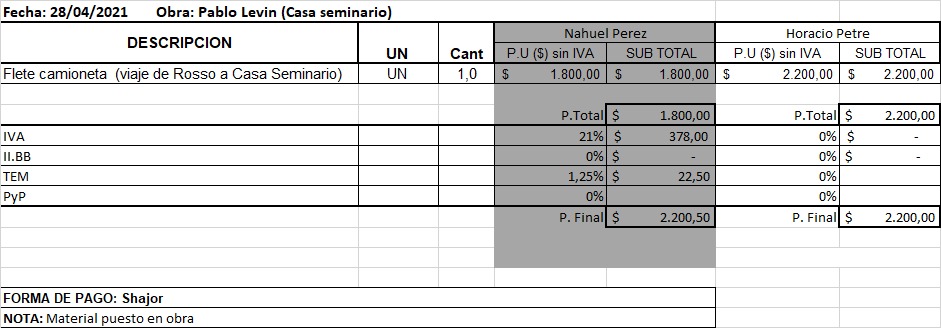 Fecha: 28/04/2021 Obra: Pablo Levin (Casa seminario)
DESCRIPCION UN Cant Nahuel Perez Horacio Petre
P.U ($) sin IVA SUB TOTAL P.U ($) sin IVA SUB TOTAL
Flete camioneta (viaje de Rosso a Casa Seminario) UN 1,0 $ 1.800,00 $ 1.800,00 $ 2.200,00 $ 2.200,00
P.Total $ 1.800,00 P.Total $ 2.200,00
IVA 21% $ 378,00 0% $ -
II.BB 0% $ - 0% $ -
TEM 1,25% $ 22,50 0%
PyP 0% 0%
P. Final $ 2.200,50 P. Final $ 2.200,00
FORMA DE PAGO: Shajor
NOTA: Material puesto en obra